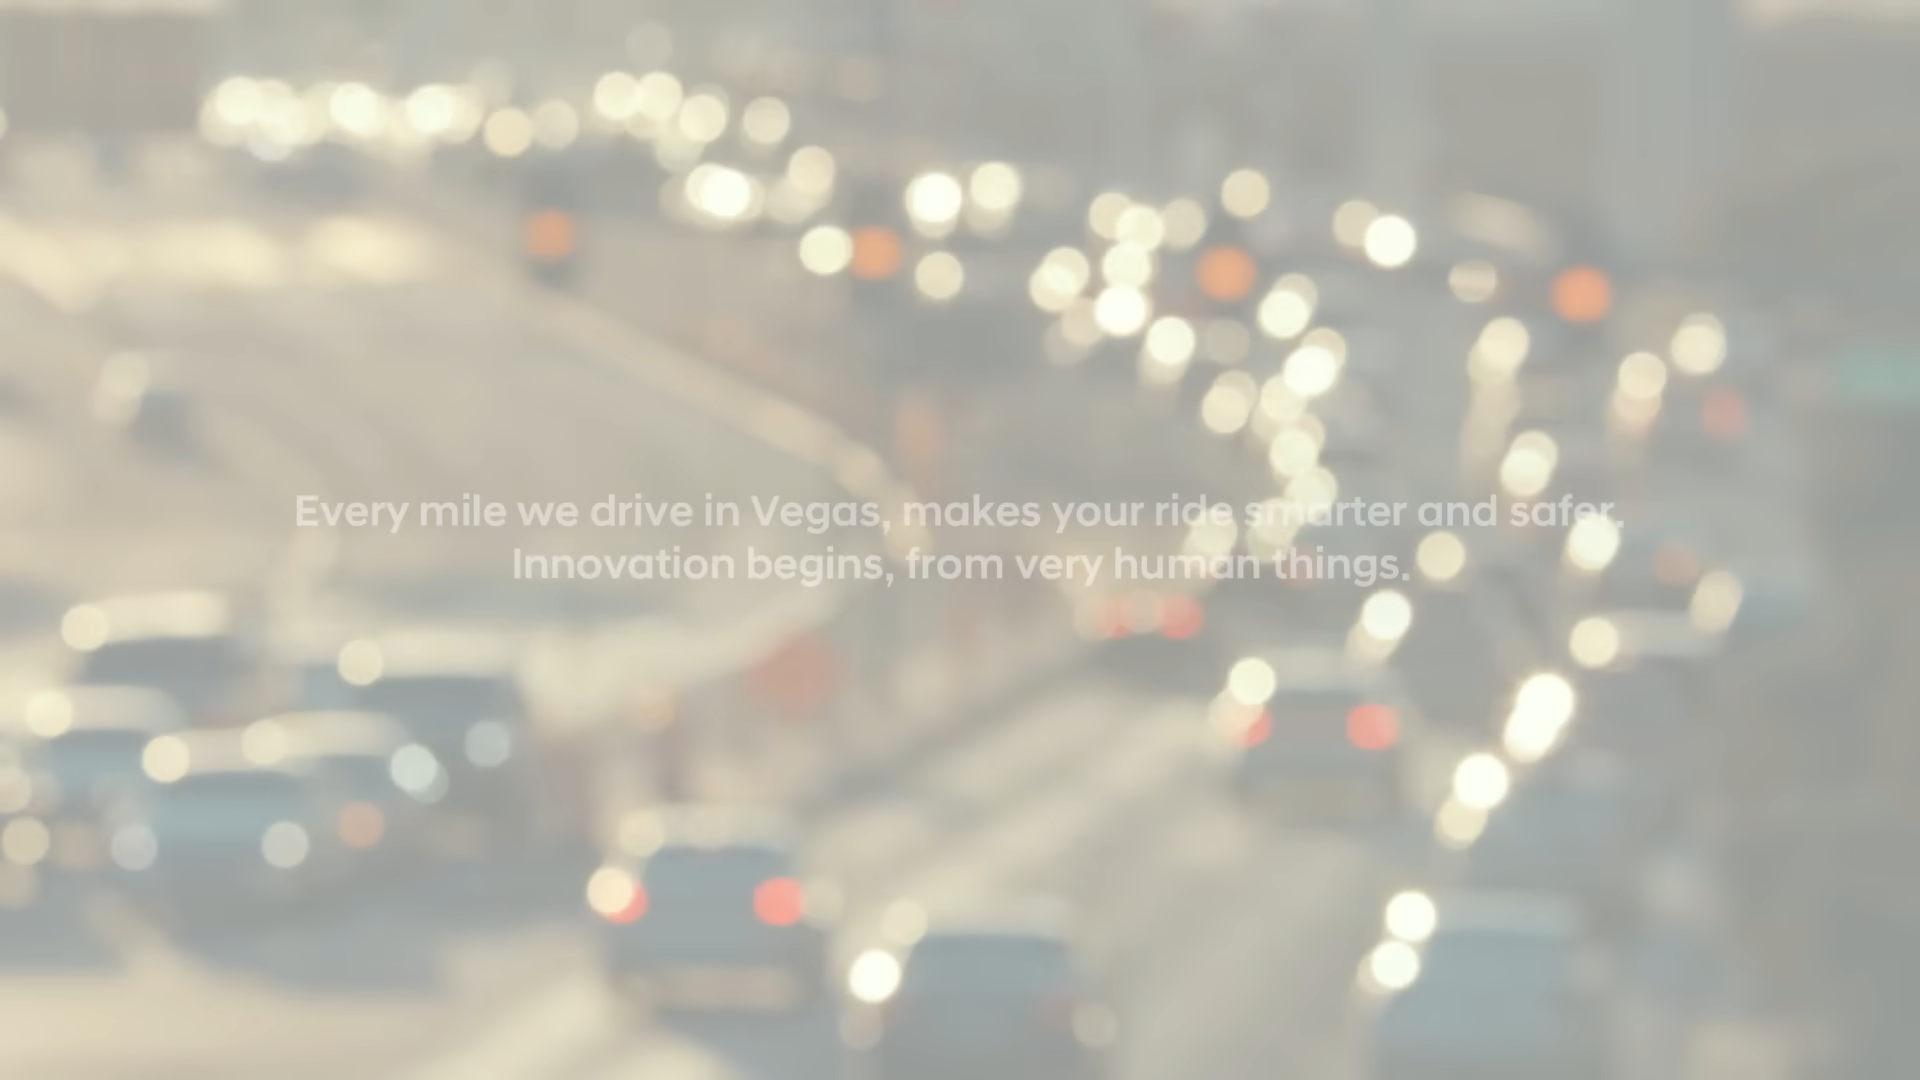 Every mile we drive in Vegas, makes your ride smarter and safer.
Innovation begins, from very human things.